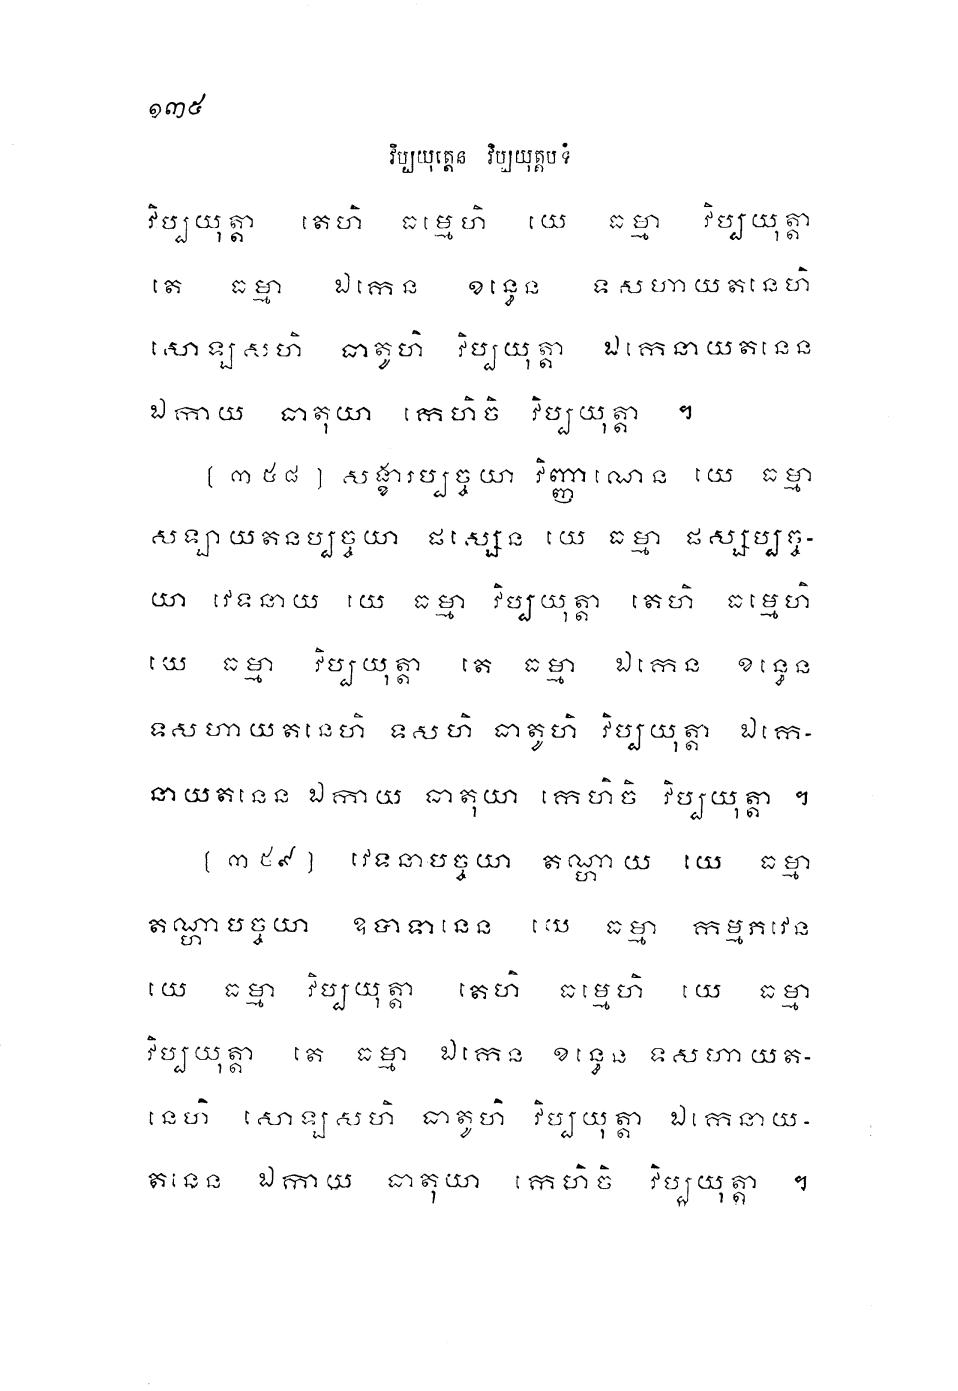 ១៣៥
វិប្បយុត្តេន វិប្បយុត្តបទំ
វិប្បយុត្តា តេហិ ធម្មេហិ យេ ធម្មា វិប្បយុត្តា
តេ ធម្មា ឯកេន ខន្ធេន ទសហាយតនេហិ
សោឡសហិ ធាតូហិ វិប្បយុត្តា ឯកេនាយតនេន
ឯកាយ ធាតុយា កេហិចិ វិប្បយុត្តា ។
[៣៥៨] សង្ខារប្បច្ចយា វិញ្ញាណេន យេ ធម្មា
សឡាយតនប្បច្ចយា ផស្សេន យេ ធម្មា ផស្សប្បច្ច-
យា វេទនាយ យេ ធម្មា វិប្បយុត្តា តេហិ ធម្មេហិ
យេ ធម្មា វិប្បយុត្តា តេ ធម្មា ឯកេន ខន្ធេន
ទសហាយតនេហិ ទសហិ ធាតូហិ វិប្បយុត្តា ឯកេ-
នាយតនេន ឯកាយ ធាតុយា កេហិចិ វិប្បយុត្តា ។
[៣៥៩] វេទនាបច្ចយា តណ្ហាយ យេ ធម្មា
តណ្ហាបច្ចយា ឧបាទានេន យេ ធម្មា កម្មភវេន
យេ ធម្មា វិប្បយុត្តា តេហិ ធម្មេហិ យេ ធម្មា
វិប្បយុត្តា តេ ធម្មា ឯកេន ខន្ធេន ទសហាយត-
នេហិ សោឡសហិ ធាតូហិ វិប្បយុត្តា ឯកេនាយ-
តនេន ឯកាយ ធាតុយា កេហិចិ វិប្បយុត្តា ។